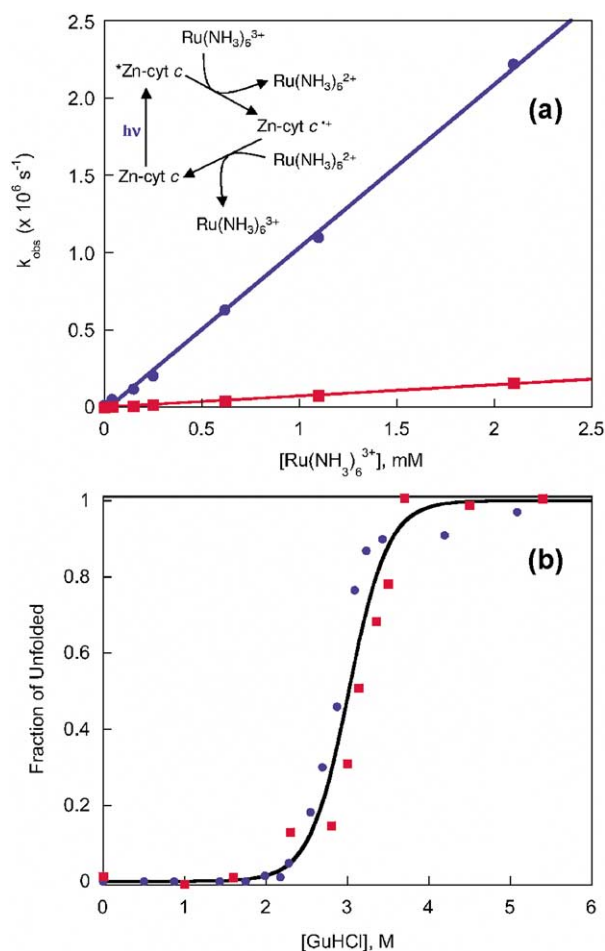 2.5
2.0
1.5
1.0
0.5
0
k_obs (x 10^6 s^-1)
Ru(NH3)6^3+
*Zn-cyt c
Ru(NH3)6^2+
Zn-cyt c•+
hν
Ru(NH3)6^2+
Zn-cyt c
Ru(NH3)6^3+
(a)
0 0.5 1.0 1.5 2.0 2.5
[Ru(NH3)6^3+], mM
1
0.8
0.6
0.4
0.2
0
Fraction of Unfolded
(b)
0 1 2 3 4 5 6
[GuHCl], M